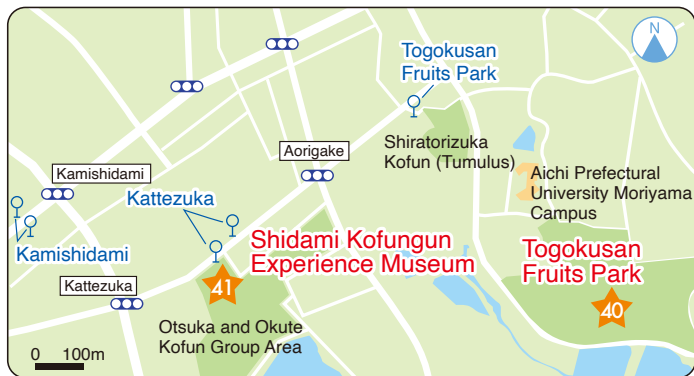 N
Togokusan
Fruits Park
Shiratorizuka
Kofun (Tumulus)
Aorigake
Aichi Prefectural
University Moriyama
Campus
Kamishidami
Kattezuka
Kamishidami
Shidami Kofungun
Experience Museum
Togokusan
Fruits Park
Kattezuka
41
40
Otsuka and Okute
Kofun Group Area
0 100m